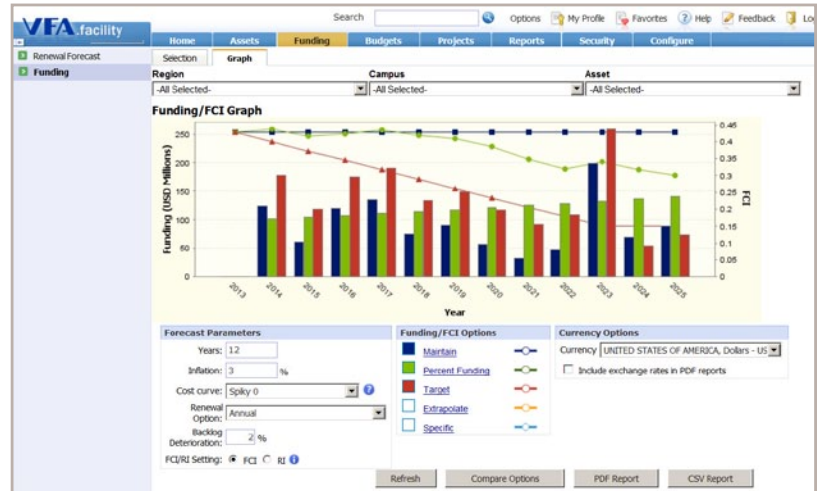 VFA.facility
Search Options My Profile Favorites Help Feedback
Home Assets Funding Budgets Projects Reports Security Configure
Renewal Forecast
Funding
Selection Graph
Region Campus Asset
-All Selected- -All Selected- -All Selected-
Funding/FCI Graph
Funding (USD Millions)
250
200
150
100
50
0
0.45
0.4
0.35
0.3
0.25
0.2
0.15
0.1
0.05
0
FCI
2013 2014 2015 2016 2017 2018 2019 2020 2021 2022 2023 2024 2025
Year
Forecast Parameters
Years: 12
Inflation: 3 %
Cost curve: Spiky 0
Renewal Option: Annual
Backlog Deterioration: 2 %
FCI/RI Setting: FCI RI
Funding/FCI Options
Maintain
Percent Funding
Target
Extrapolate
Specific
Currency Options
Currency UNITED STATES OF AMERICA, Dollars - US
Include exchange rates in PDF reports
Refresh Compare Options PDF Report CSV Report